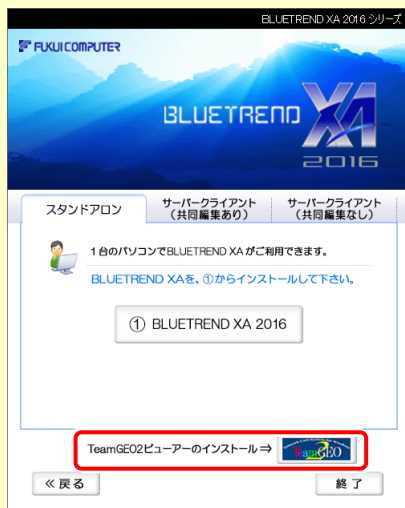 BLUETREND XA 2016 シリーズ
FUKUI COMPUTER
BLUETREND XA
2016
スタンドアロン
サーバークライアント
（共同編集あり）
サーバークライアント
（共同編集なし）
1台のパソコンでBLUETREND XAがご利用できます。
BLUETREND XAを、①からインストールして下さい。
① BLUETREND XA 2016
TeamGEO2ビューアーのインストール⇒
TeamGEO
≪戻る
終了